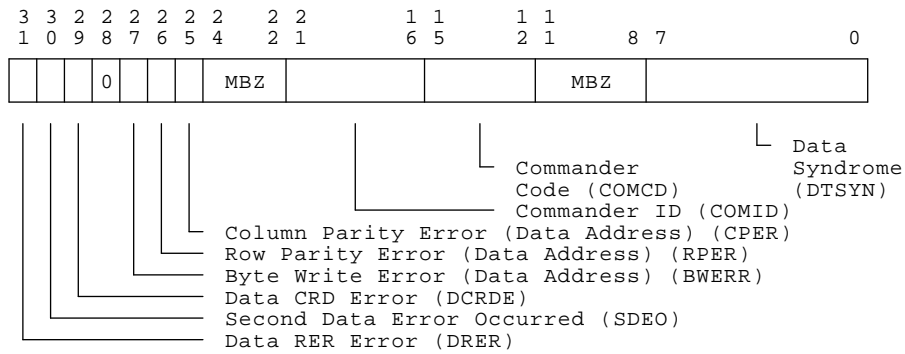 3 3 2 2 2 2 2 2 2 2 1 1 1 1
1 0 9 8 7 6 5 4 2 1 6 5 2 1 8 7 0
0 MBZ MBZ
Data
Commander Syndrome
Code (COMCD) (DTSYN)
Commander ID (COMID)
Column Parity Error (Data Address) (CPER)
Row Parity Error (Data Address) (RPER)
Byte Write Error (Data Address) (BWERR)
Data CRD Error (DCRDE)
Second Data Error Occurred (SDEO)
Data RER Error (DRER)